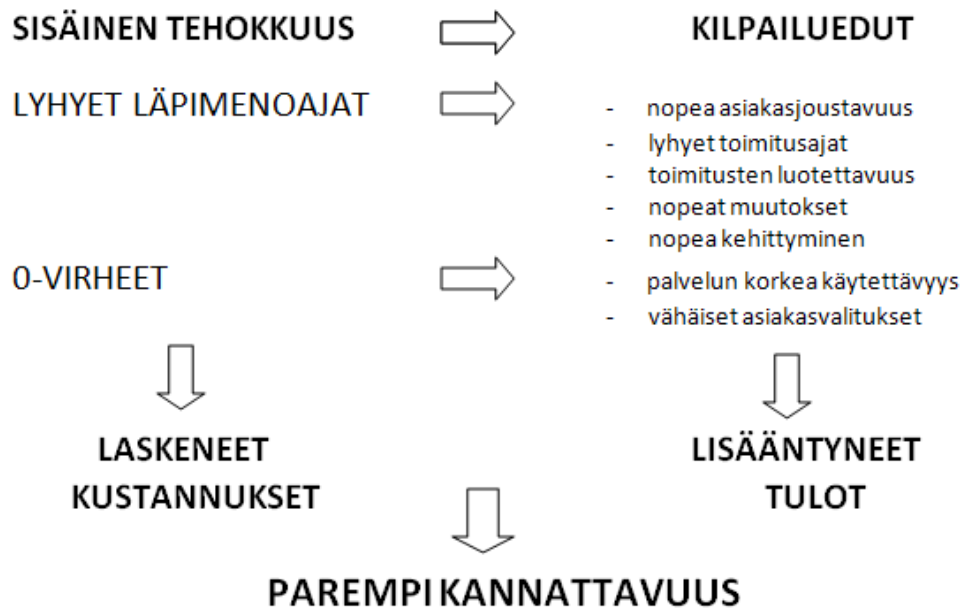 SISÄINEN TEHOKKUUS
KILPAILUEDUT
LYHYET LÄPIMENOAJAT
- nopea asiakasjoustavuus
- lyhyet toimitusajat
- toimitusten luotettavuus
- nopeat muutokset
- nopea kehittyminen
0-VIRHEET
- palvelun korkea käytettävyys
- vähäiset asiakasvalitukset
LASKENEET
KUSTANNUKSET
LISÄÄNTYNEET
TULOT
PAREMPI KANNATTAVUUS